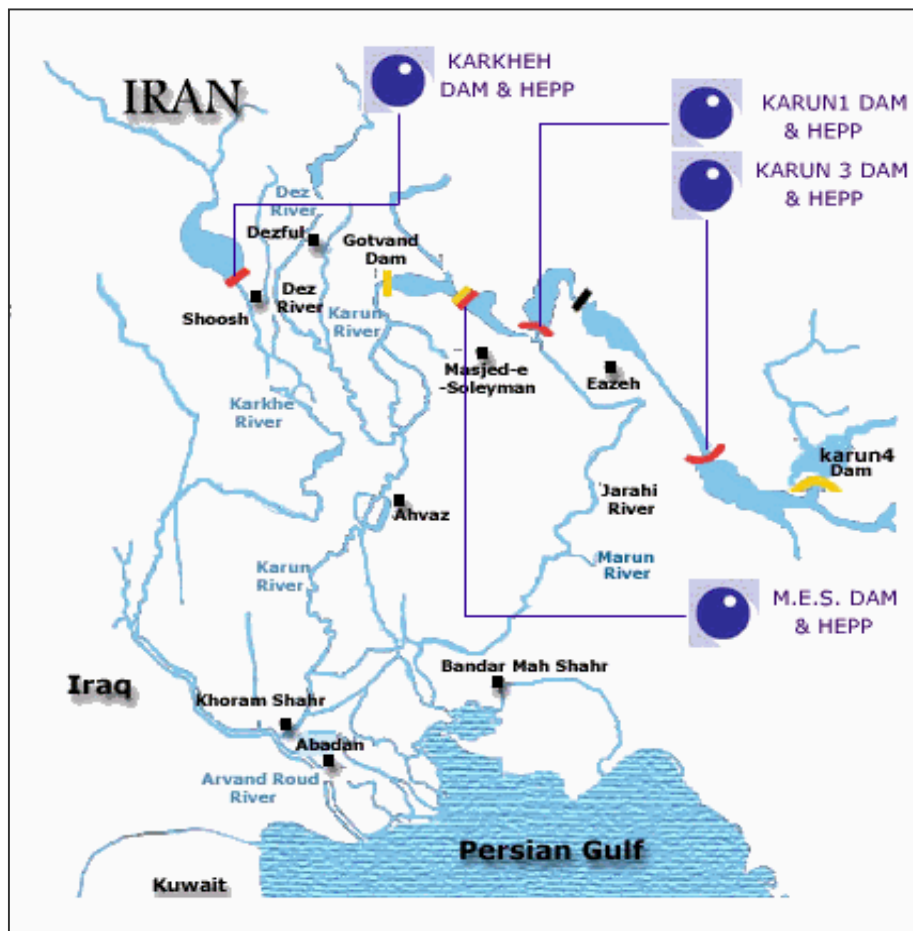 KARKHEH
DAM & HEPP
IRAN
KARUN1 DAM
& HEPP
KARUN 3 DAM
& HEPP
Dez
River
Dezful
Gotvand
Dam
Dez
River
Shoosh
Karun
River
Masjed-e
-Soleyman
Eazeh
Karkhe
River
karun4
Dam
Jarahi
River
Ahvaz
Karun
River
Marun
River
M.E.S. DAM
& HEPP
Iraq
Bandar Mah Shahr
Khoram Shahr
Abadan
Arvand Roud
River
Persian Gulf
Kuwait